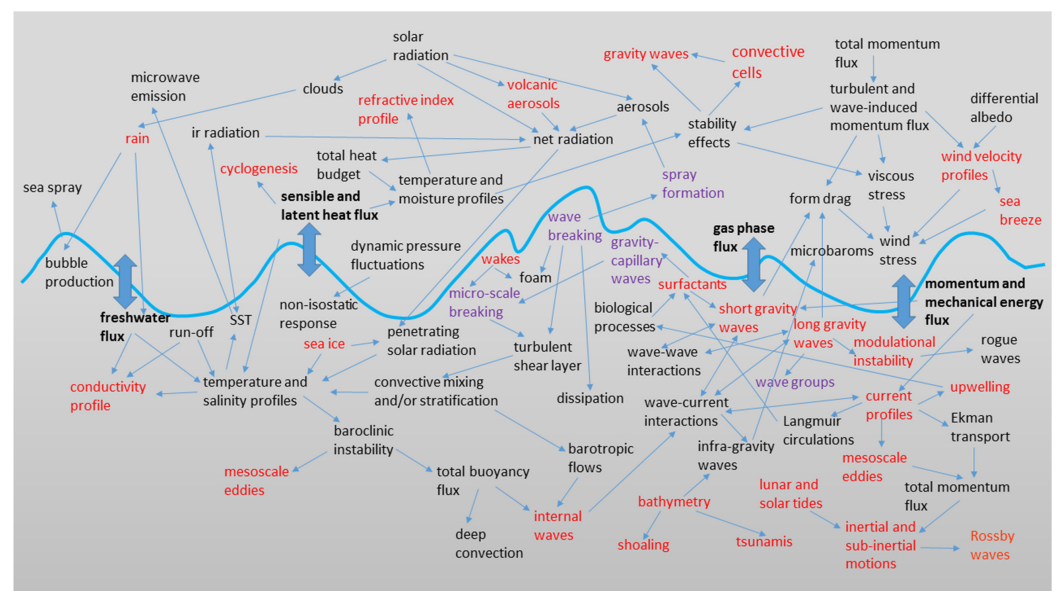 solar
radiation
gravity waves
convective
cells
total momentum
flux
microwave
emission
clouds
refractive index
profile
volcanic
aerosols
aerosols
stability
effects
turbulent and
wave-induced
momentum flux
differential
albedo
rain
ir radiation
net radiation
cyclogenesis
total heat
budget
temperature and
moisture profiles
spray
formation
viscous
stress
wind velocity
profiles
sea spray
sensible and
latent heat flux
form drag
sea
breeze
wave
breaking
gas phase
flux
microbaroms
wind
stress
bubble
production
dynamic pressure
fluctuations
wakes
foam
gravity-
capillary
waves
surfactants
micro-scale
breaking
momentum and
mechanical energy
flux
freshwater
flux
run-off
SST
non-isostatic
response
sea ice
penetrating
solar radiation
turbulent
shear layer
biological
processes
short gravity
waves
long gravity
waves
modulational
instability
rogue
waves
wave-wave
interactions
wave groups
conductivity
profile
temperature and
salinity profiles
convective mixing
and/or stratification
dissipation
wave-current
interactions
Langmuir
circulations
current
profiles
upwelling
Ekman
transport
baroclinic
instability
barotropic
flows
infra-gravity
waves
mesoscale
eddies
mesoscale
eddies
total buoyancy
flux
bathymetry
lunar and
solar tides
total momentum
flux
deep
convection
internal
waves
shoaling
tsunamis
inertial and
sub-inertial
motions
Rossby
waves